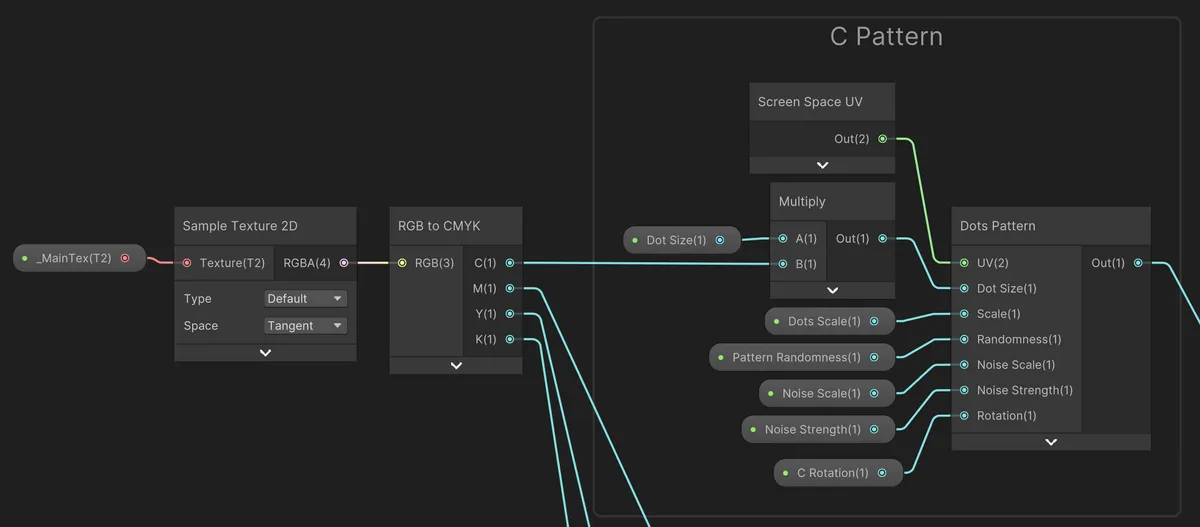 C Pattern
Screen Space UV
Out(2)
Multiply
A(1)
Out(1)
B(1)
Dot Size(1)
Sample Texture 2D
_MainTex(T2)
Texture(T2)
RGBA(4)
Type
Default
Space
Tangent
RGB to CMYK
RGB(3)
C(1)
M(1)
Y(1)
K(1)
Dots Scale(1)
Pattern Randomness(1)
Noise Scale(1)
Noise Strength(1)
C Rotation(1)
Dots Pattern
UV(2)
Out(1)
Dot Size(1)
Scale(1)
Randomness(1)
Noise Scale(1)
Noise Strength(1)
Rotation(1)